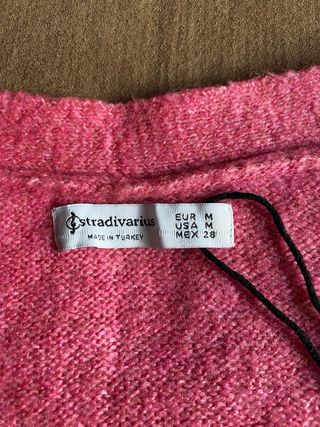 stradivarius
MADE IN TURKEY
EUR M
USA M
MEX 28